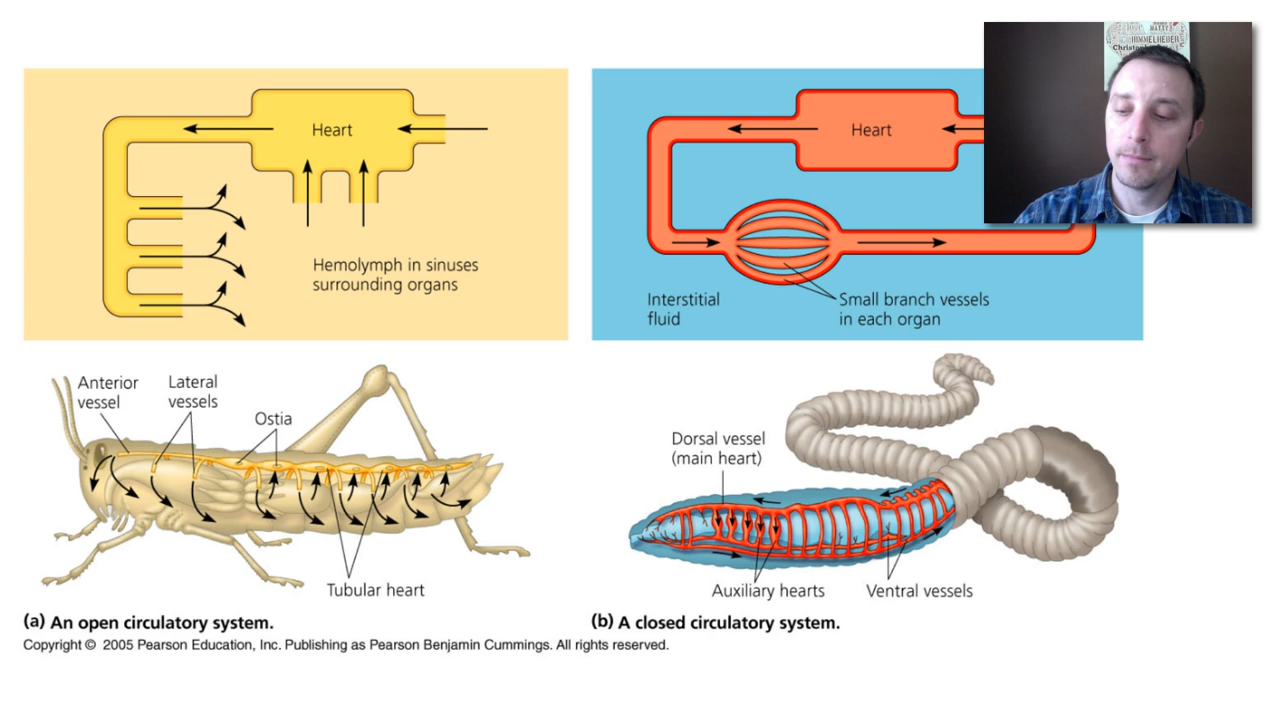 Heart
Hemolymph in sinuses
surrounding organs
Heart
Interstitial
fluid
Small branch vessels
in each organ
Anterior
vessel
Lateral
vessels
Ostia
Tubular heart
Dorsal vessel
(main heart)
Auxiliary hearts
Ventral vessels
(a) An open circulatory system.
(b) A closed circulatory system.
Copyright © 2005 Pearson Education, Inc. Publishing as Pearson Benjamin Cummings. All rights reserved.